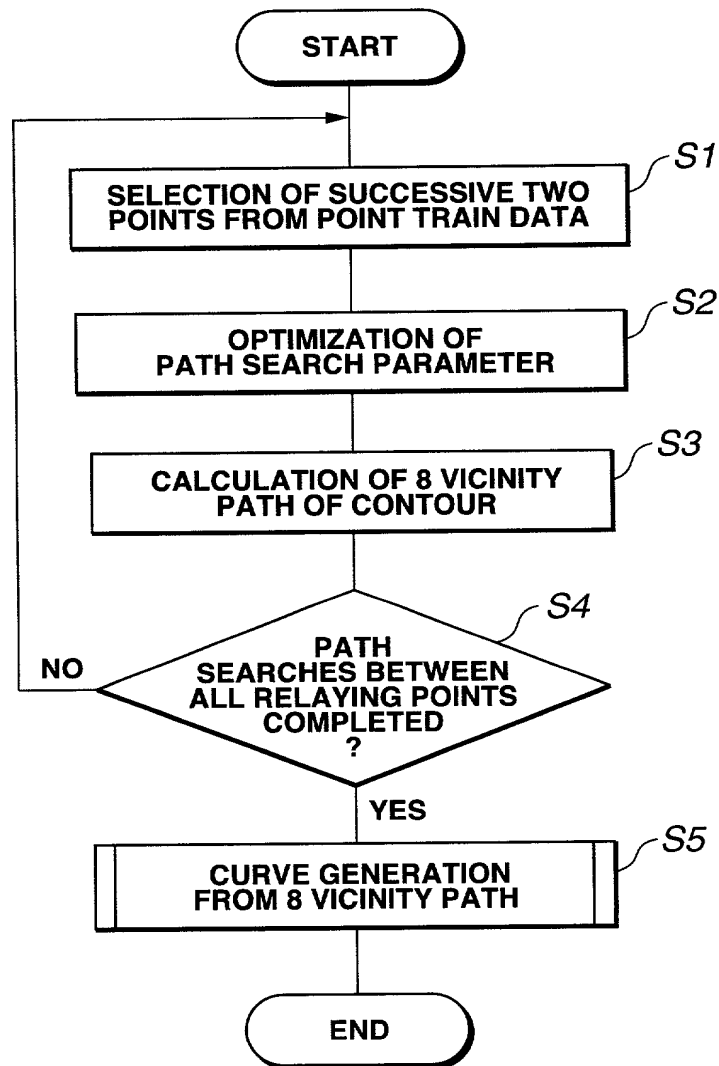 START
S1
SELECTION OF SUCCESSIVE TWO
POINTS FROM POINT TRAIN DATA
S2
OPTIMIZATION OF
PATH SEARCH PARAMETER
S3
CALCULATION OF 8 VICINITY
PATH OF CONTOUR
S4
PATH
SEARCHES BETWEEN
ALL RELAYING POINTS
COMPLETED
?
NO
YES
S5
CURVE GENERATION
FROM 8 VICINITY PATH
END